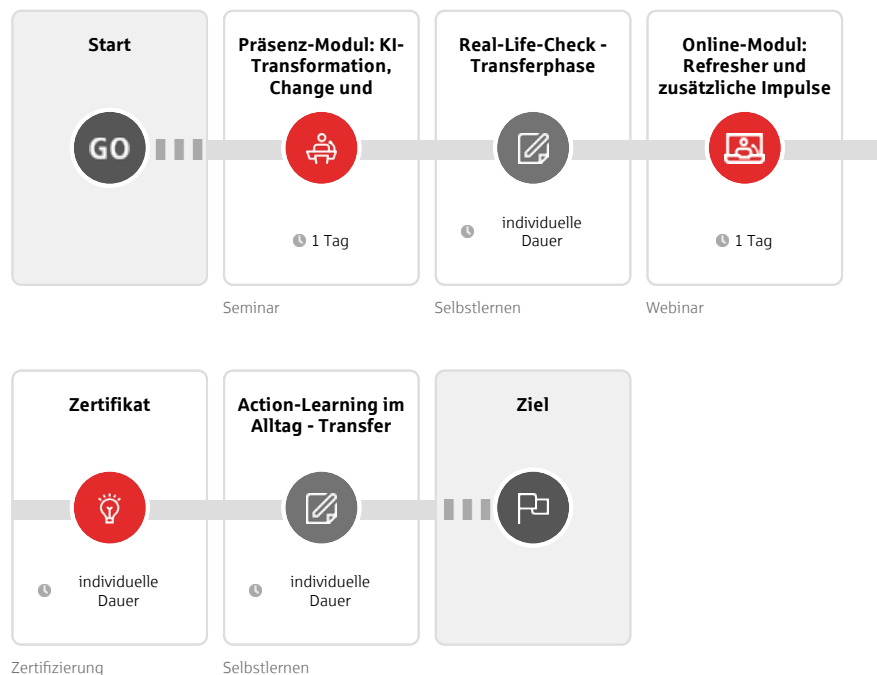 Start
GO
Präsenz-Modul: KI-
Transformation,
Change und
1 Tag
Seminar
Real-Life-Check -
Transferphase
individuelle
Dauer
Selbstlernen
Online-Modul:
Refresher und
zusätzliche Impulse
1 Tag
Webinar
Zertifikat
individuelle
Dauer
Zertifizierung
Action-Learning im
Alltag - Transfer
individuelle
Dauer
Selbstlernen
Ziel